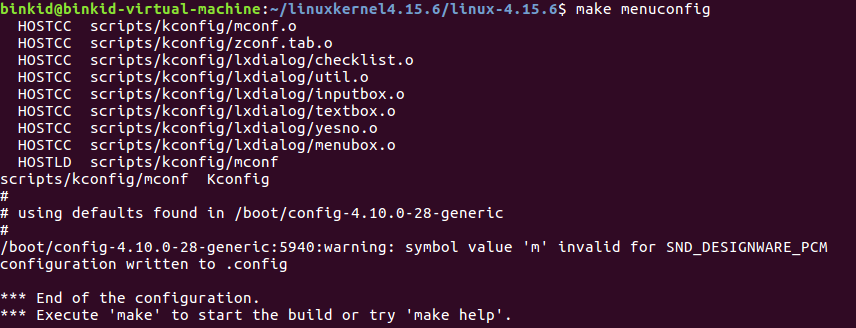 binkid@binkid-virtual-machine:~/linuxkernel4.15.6/linux-4.15.6$ make menuconfig
  HOSTCC  scripts/kconfig/mconf.o
  HOSTCC  scripts/kconfig/zconf.tab.o
  HOSTCC  scripts/kconfig/lxdialog/checklist.o
  HOSTCC  scripts/kconfig/lxdialog/util.o
  HOSTCC  scripts/kconfig/lxdialog/inputbox.o
  HOSTCC  scripts/kconfig/lxdialog/textbox.o
  HOSTCC  scripts/kconfig/lxdialog/yesno.o
  HOSTCC  scripts/kconfig/lxdialog/menubox.o
  HOSTLD  scripts/kconfig/mconf
scripts/kconfig/mconf  Kconfig
#
# using defaults found in /boot/config-4.10.0-28-generic
#
/boot/config-4.10.0-28-generic:5940:warning: symbol value 'm' invalid for SND_DESIGNWARE_PCM
configuration written to .config

*** End of the configuration.
*** Execute 'make' to start the build or try 'make help'.